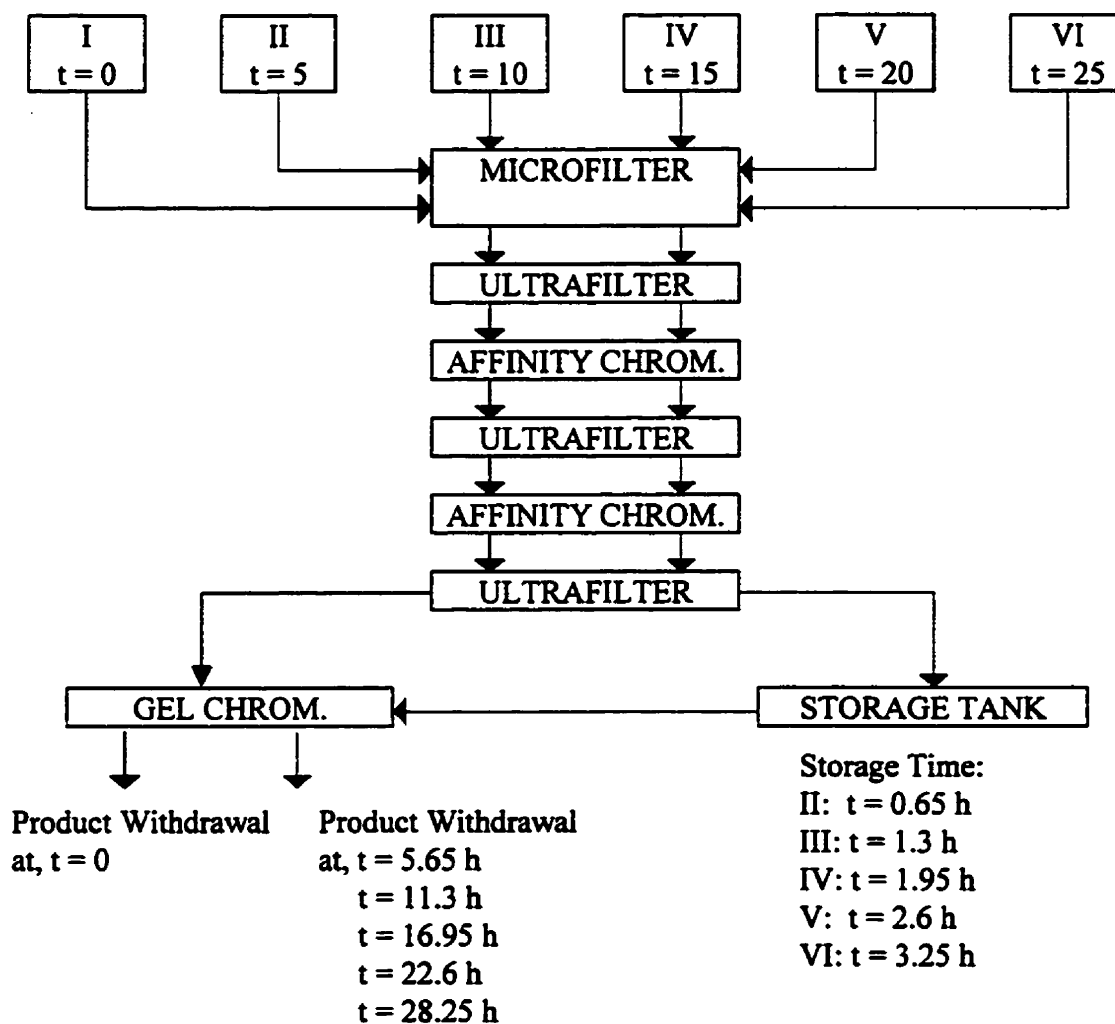 I
t = 0
II
t = 5
III
t = 10
IV
t = 15
V
t = 20
VI
t = 25
MICROFILTER
ULTRAFILTER
AFFINITY CHROM.
ULTRAFILTER
AFFINITY CHROM.
ULTRAFILTER
GEL CHROM.
STORAGE TANK
Product Withdrawal
at, t = 0
Product Withdrawal
at, t = 5.65 h
t = 11.3 h
t = 16.95 h
t = 22.6 h
t = 28.25 h
Storage Time:
II: t = 0.65 h
III: t = 1.3 h
IV: t = 1.95 h
V: t = 2.6 h
VI: t = 3.25 h